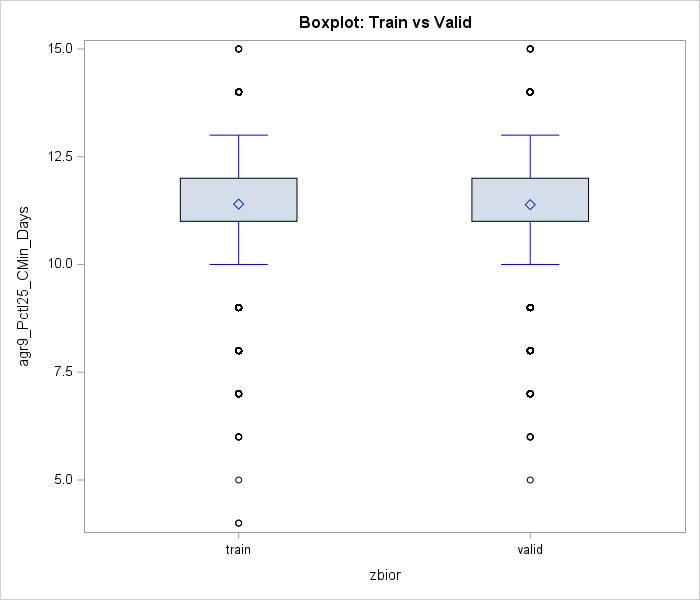 Boxplot: Train vs Valid
15.0
12.5
10.0
7.5
5.0
agr9_Pctl25_CMin_Days
train
valid
zbior